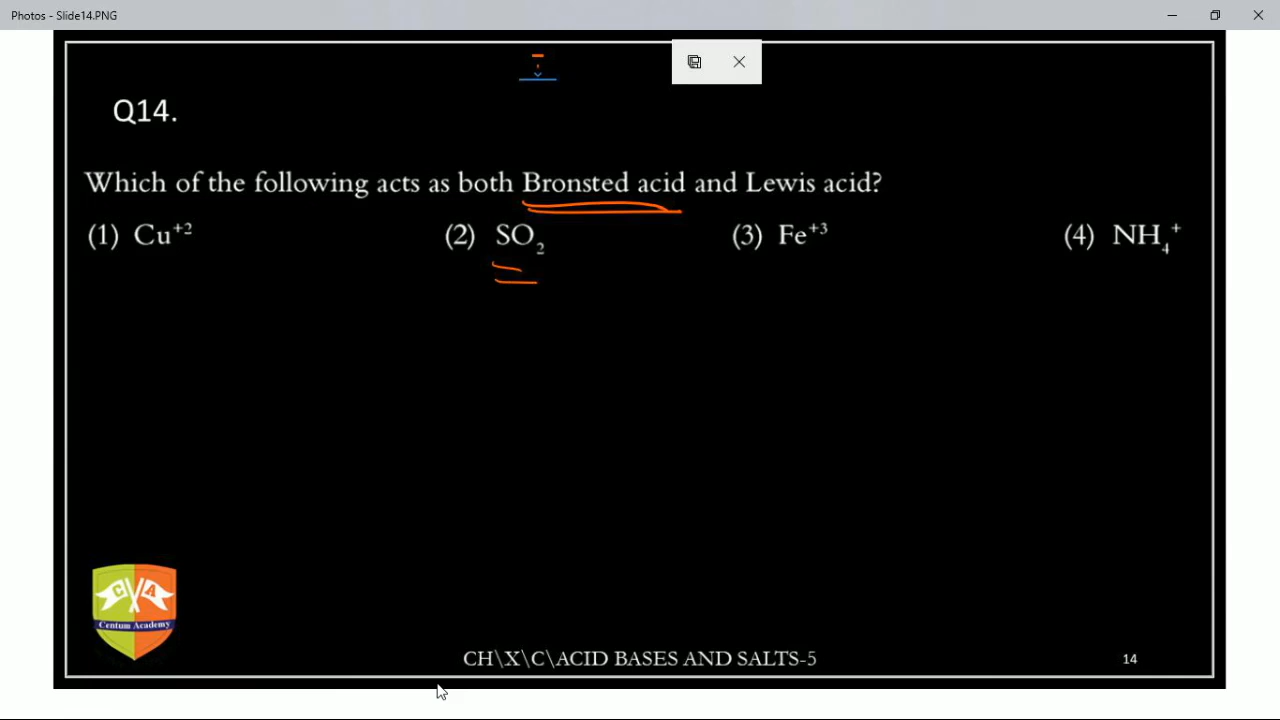 Photos - Slide14.PNG
Q14.
Which of the following acts as both Bronsted acid and Lewis acid?
(1) Cu⁺² (2) SO₂ (3) Fe⁺³ (4) NH₄⁺
C A
Centum Academy
CH\X\C\ACID BASES AND SALTS-5 14